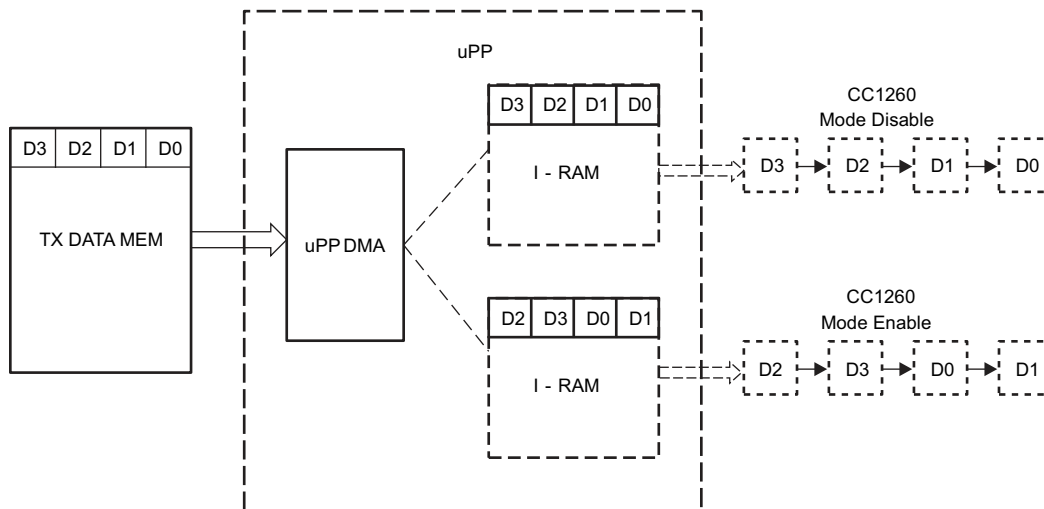 uPP
D3 D2 D1 D0
TX DATA MEM
uPP DMA
D3 D2 D1 D0
I - RAM
CC1260
Mode Disable
D3 D2 D1 D0
D2 D3 D0 D1
I - RAM
CC1260
Mode Enable
D2 D3 D0 D1